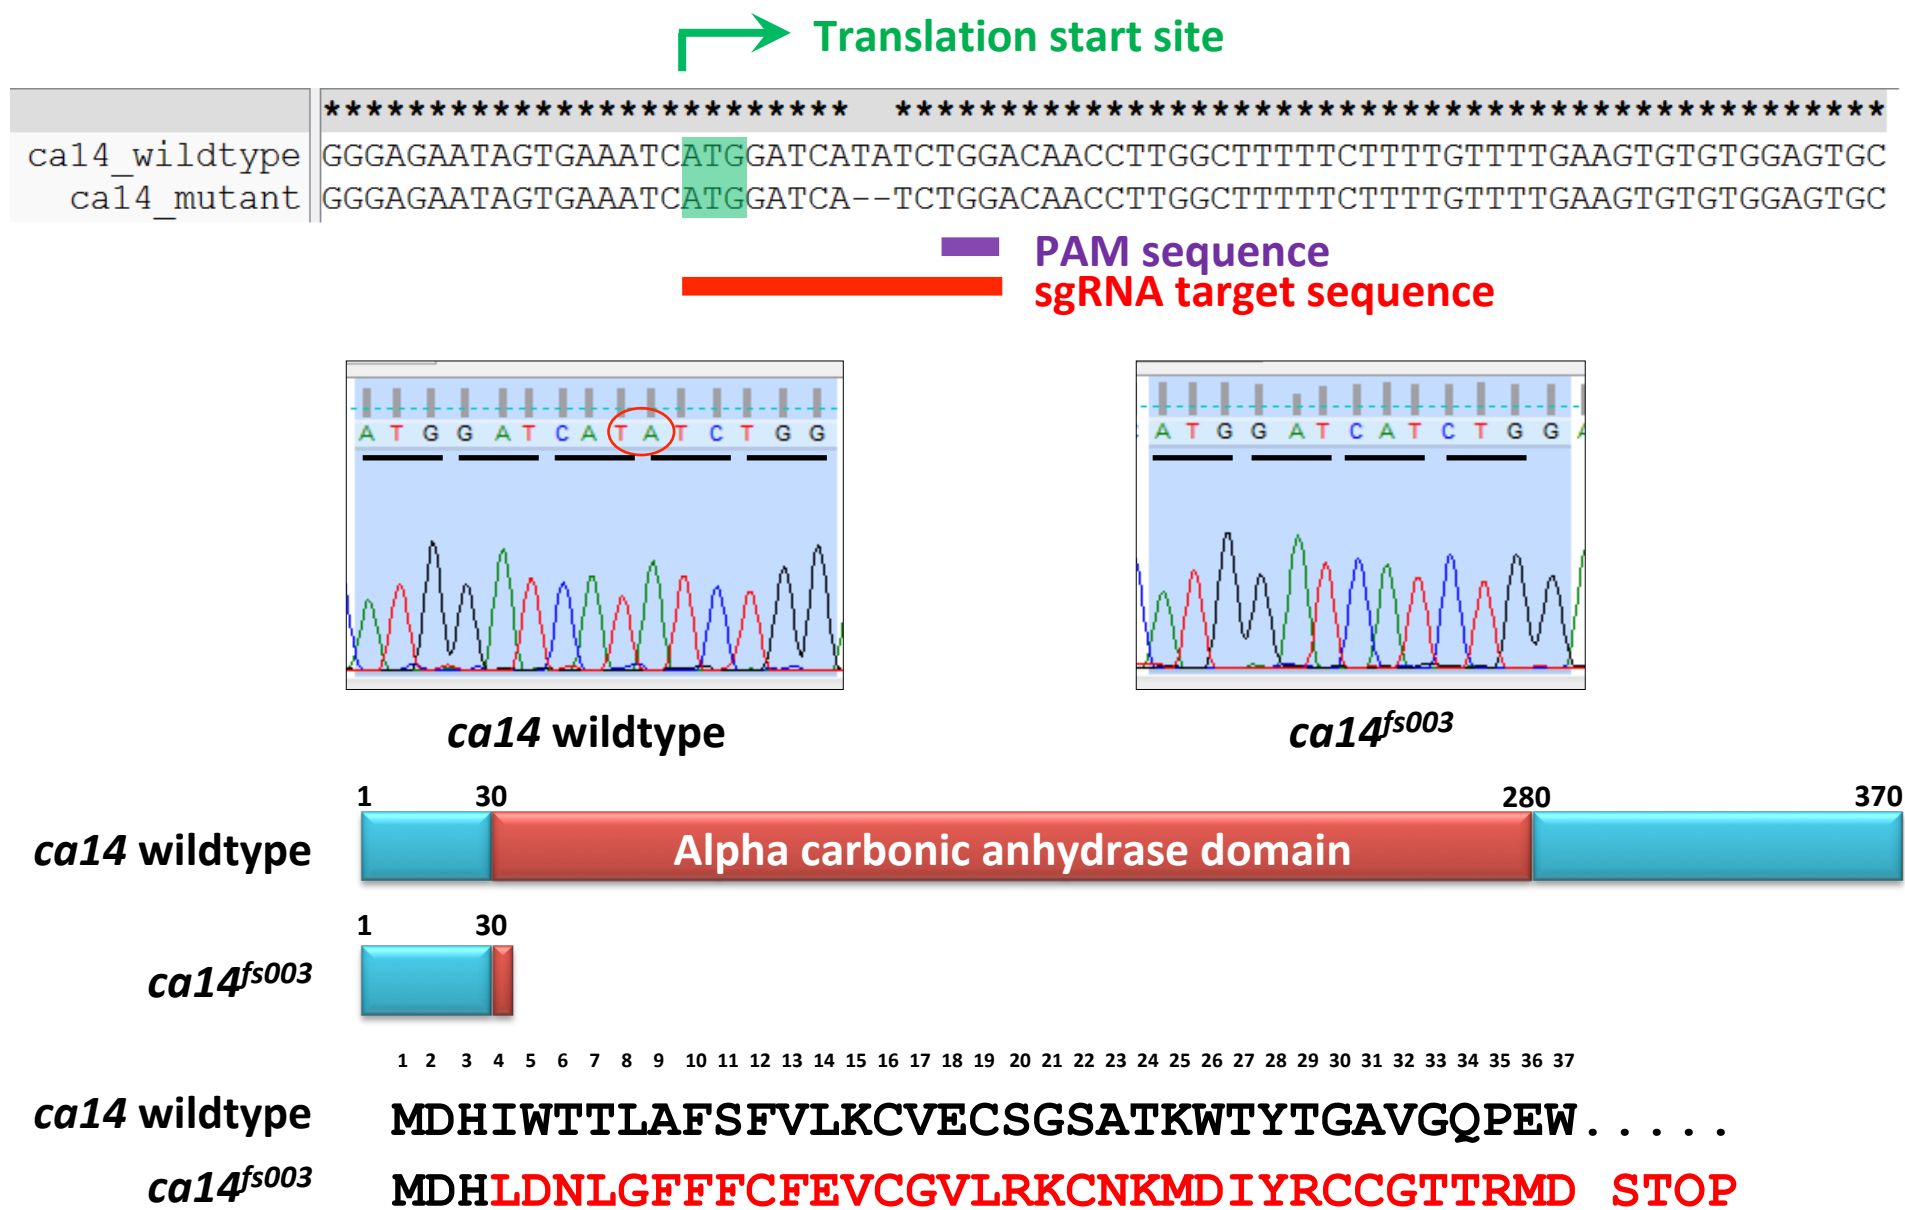 Translation start site
************************* ***********************************************
ca14_wildtype GGGAGAATAGTGAAATCATGGATCATATCTGGACAACCTTGGCTTTTTCTTTTGTTTTGAAGTGTGTGGAGTGC
ca14_mutant GGGAGAATAGTGAAATCATGGATCA--TCTGGACAACCTTGGCTTTTTCTTTTGTTTTGAAGTGTGTGGAGTGC
PAM sequence
sgRNA target sequence
A T G G A T C A T A T C T G G
A T G G A T C A T C T G G A
ca14 wildtype
ca14fs003
1 30 280 370
ca14 wildtype Alpha carbonic anhydrase domain
1 30
ca14fs003
1 2 3 4 5 6 7 8 9 10 11 12 13 14 15 16 17 18 19 20 21 22 23 24 25 26 27 28 29 30 31 32 33 34 35 36 37
ca14 wildtype MDHIWTTLAFSFVLKCVECSGSATKWTYTGAVGQPEW.....
ca14fs003 MDHLDNLGFFFCFEVCGVLRKCNKMDIYRCCGTTRMD STOP